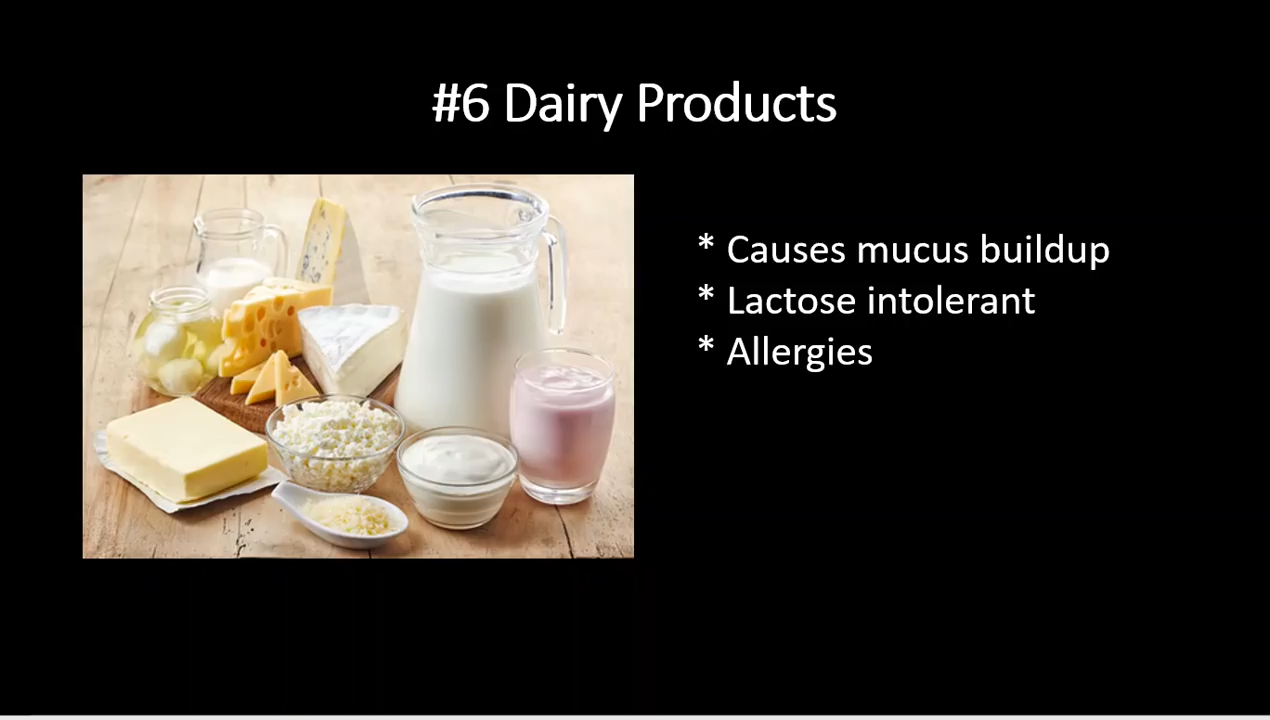 #6 Dairy Products
* Causes mucus buildup
* Lactose intolerant
* Allergies